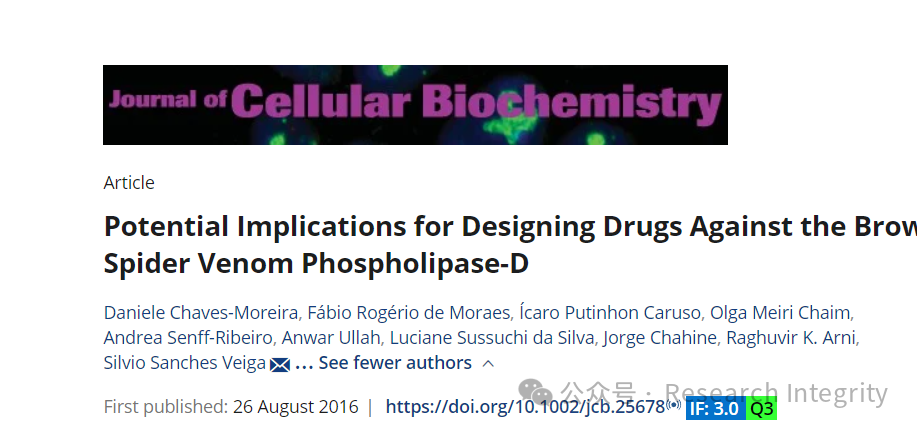 Journal of Cellular Biochemistry
Article
Potential Implications for Designing Drugs Against the Brow
Spider Venom Phospholipase-D
Daniele Chaves-Moreira, Fábio Rogério de Moraes, Ícaro Putinhon Caruso, Olga Meiri Chaim,
Andrea Senff-Ribeiro, Anwar Ullah, Luciane Sussuchi da Silva, Jorge Chahine, Raghuvir K. Arni,
Silvio Sanches Veiga ... See fewer authors
公众号 · Research Integrity
First published: 26 August 2016 | https://doi.org/10.1002/jcb.25678 IF: 3.0 Q3